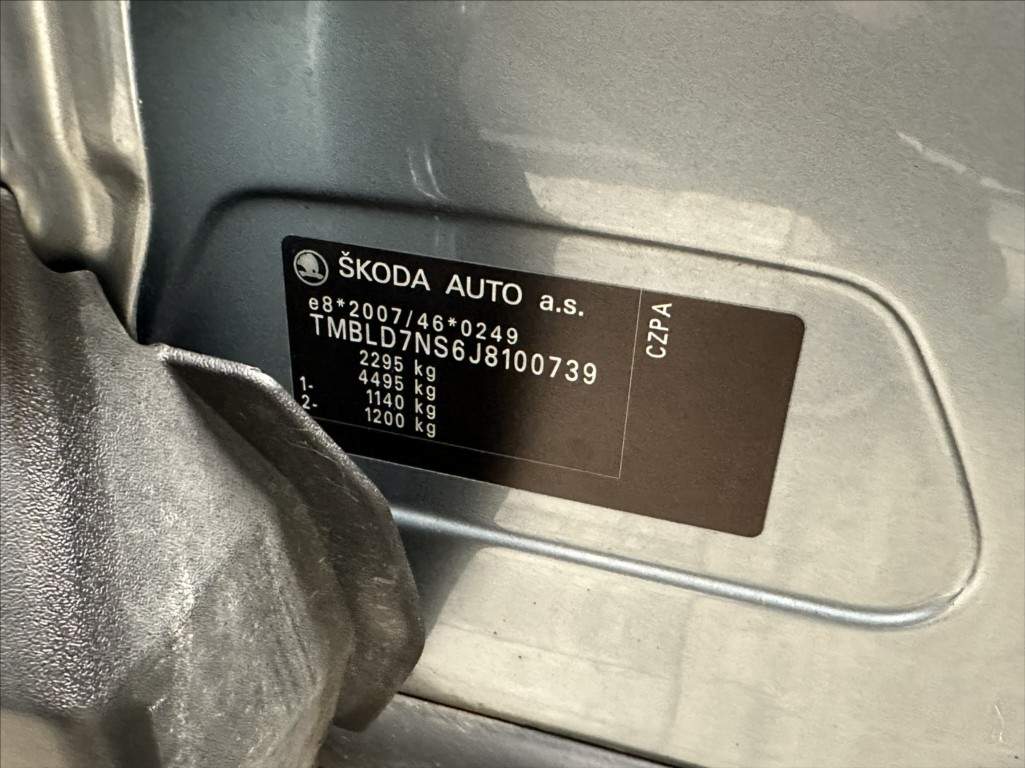 ŠKODA AUTO a.s.
e8*2007/46*0249
TMBLD7NS6J8100739
2295 kg
4495 kg
1- 1140 kg
2- 1200 kg
CZPA